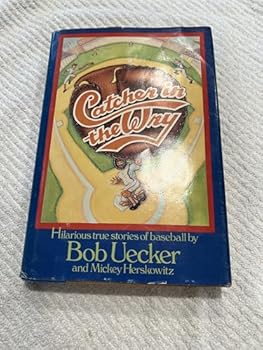 Catcher in
the Wry
Hilarious true stories of baseball by
Bob Uecker
and Mickey Herskowitz